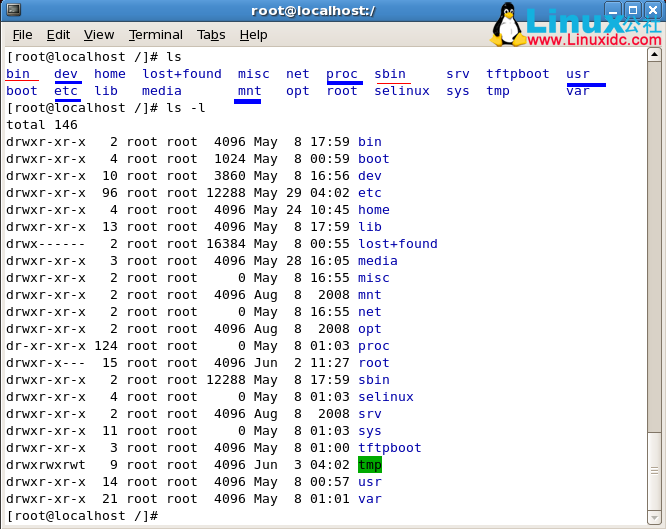 root@localhost:/
Linux公社
www.Linuxidc.com
File Edit View Terminal Tabs Help
[root@localhost /]# ls
bin   dev  home  lost+found  misc  net  proc  sbin     srv  tftpboot  usr
boot  etc  lib   media       mnt   opt  root  selinux  sys  tmp       var
[root@localhost /]# ls -l
total 146
drwxr-xr-x   2 root root  4096 May  8 17:59 bin
drwxr-xr-x   4 root root  1024 May  8 00:59 boot
drwxr-xr-x  10 root root  3860 May  8 16:56 dev
drwxr-xr-x  96 root root 12288 May 29 04:02 etc
drwxr-xr-x   4 root root  4096 May 24 10:45 home
drwxr-xr-x  13 root root  4096 May  8 17:59 lib
drwx------   2 root root 16384 May  8 00:55 lost+found
drwxr-xr-x   3 root root  4096 May 28 16:05 media
drwxr-xr-x   2 root root     0 May  8 16:55 misc
drwxr-xr-x   2 root root  4096 Aug  8  2008 mnt
drwxr-xr-x   2 root root     0 May  8 16:55 net
drwxr-xr-x   2 root root  4096 Aug  8  2008 opt
dr-xr-xr-x 124 root root     0 May  8 01:03 proc
drwxr-x---  15 root root  4096 Jun  2 11:27 root
drwxr-xr-x   2 root root 12288 May  8 17:59 sbin
drwxr-xr-x   4 root root     0 May  8 01:03 selinux
drwxr-xr-x   2 root root  4096 Aug  8  2008 srv
drwxr-xr-x  11 root root     0 May  8 01:03 sys
drwxr-xr-x   3 root root  4096 May  8 01:00 tftpboot
drwxrwxrwt   9 root root  4096 Jun  3 04:02 tmp
drwxr-xr-x  14 root root  4096 May  8 00:57 usr
drwxr-xr-x  21 root root  4096 May  8 01:01 var
[root@localhost /]#